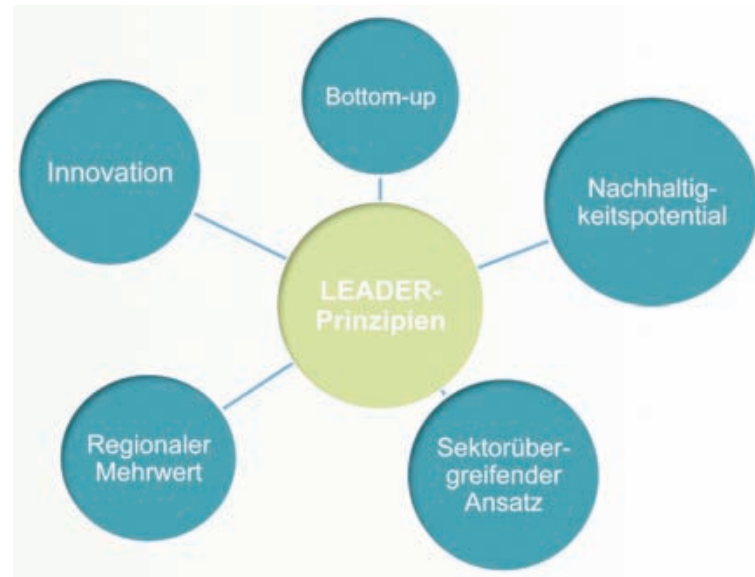 Bottom-up
Innovation
Nachhaltig-
keitspotential
LEADER-
Prinzipien
Regionaler
Mehrwert
Sektorüber-
greifender
Ansatz